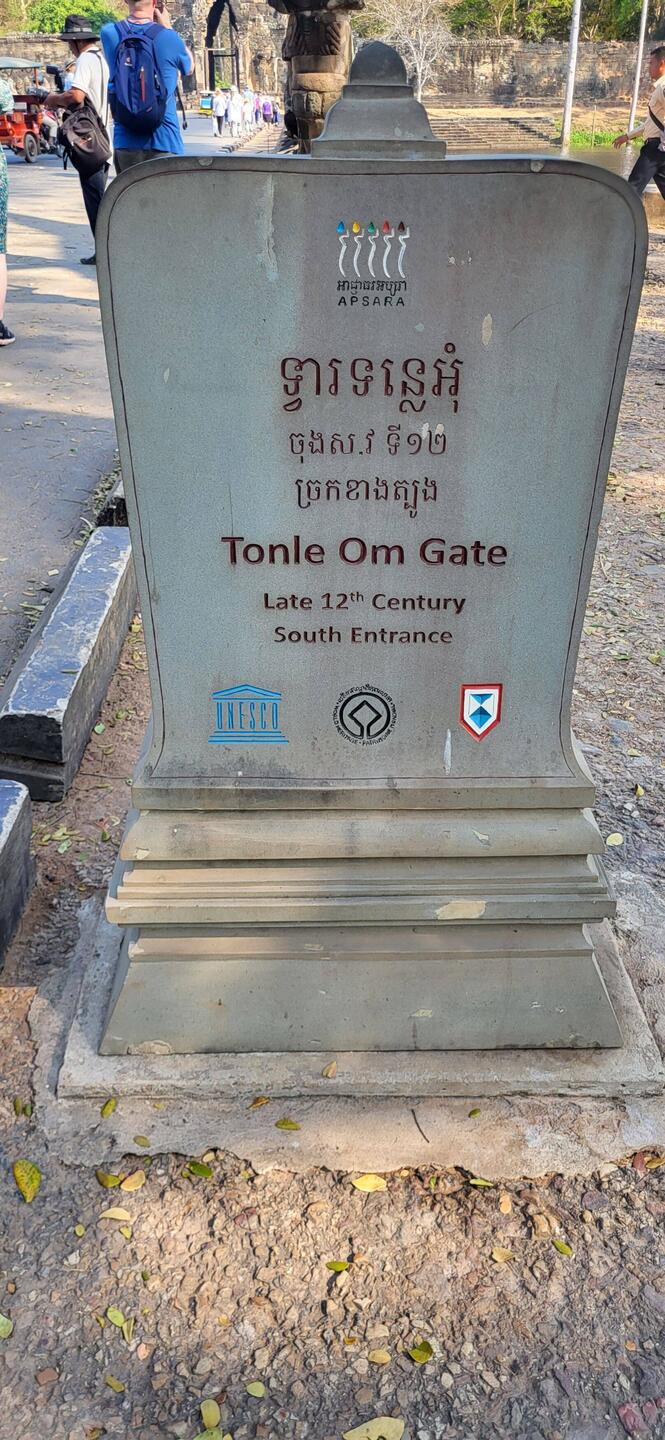 អាជ្ញាធរអប្សរា
APSARA
ទ្វារទន្លេអុំ
ចុងស.វ ទី១២
ច្រកខាងត្បូង
Tonle Om Gate
Late 12th Century
South Entrance
UNESCO